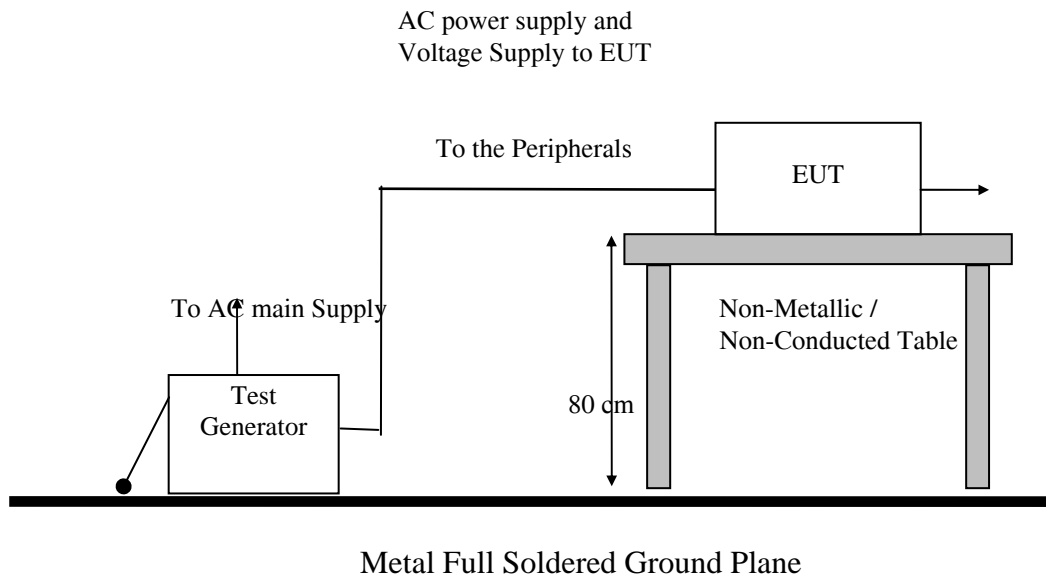 AC power supply and
Voltage Supply to EUT
To the Peripherals
EUT
To AC main Supply
Non-Metallic /
Non-Conducted Table
Test
Generator
80 cm
Metal Full Soldered Ground Plane